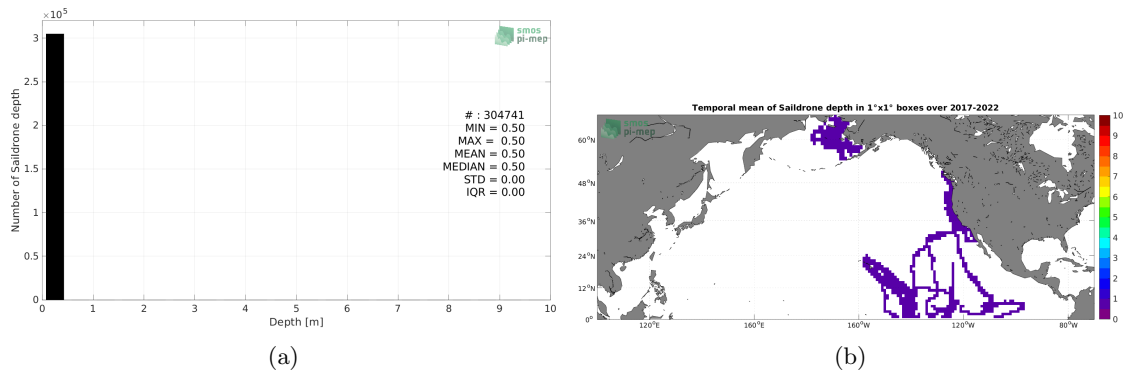 ×10⁵
3
2.5
2
1.5
1
0.5
0
Number of Saildrone depth
smos
pi-mep
# : 304741
MIN = 0.50
MAX = 0.50
MEAN = 0.50
MEDIAN = 0.50
STD = 0.00
IQR = 0.00
0 1 2 3 4 5 6 7 8 9 10
Depth [m]
(a)
Temporal mean of Saildrone depth in 1°x1° boxes over 2017-2022
smos
pi-mep
60°N
48°N
36°N
24°N
12°N
0°
120°E 160°E 160°W 120°W 80°W
10
9
8
7
6
5
4
3
2
1
0
(b)